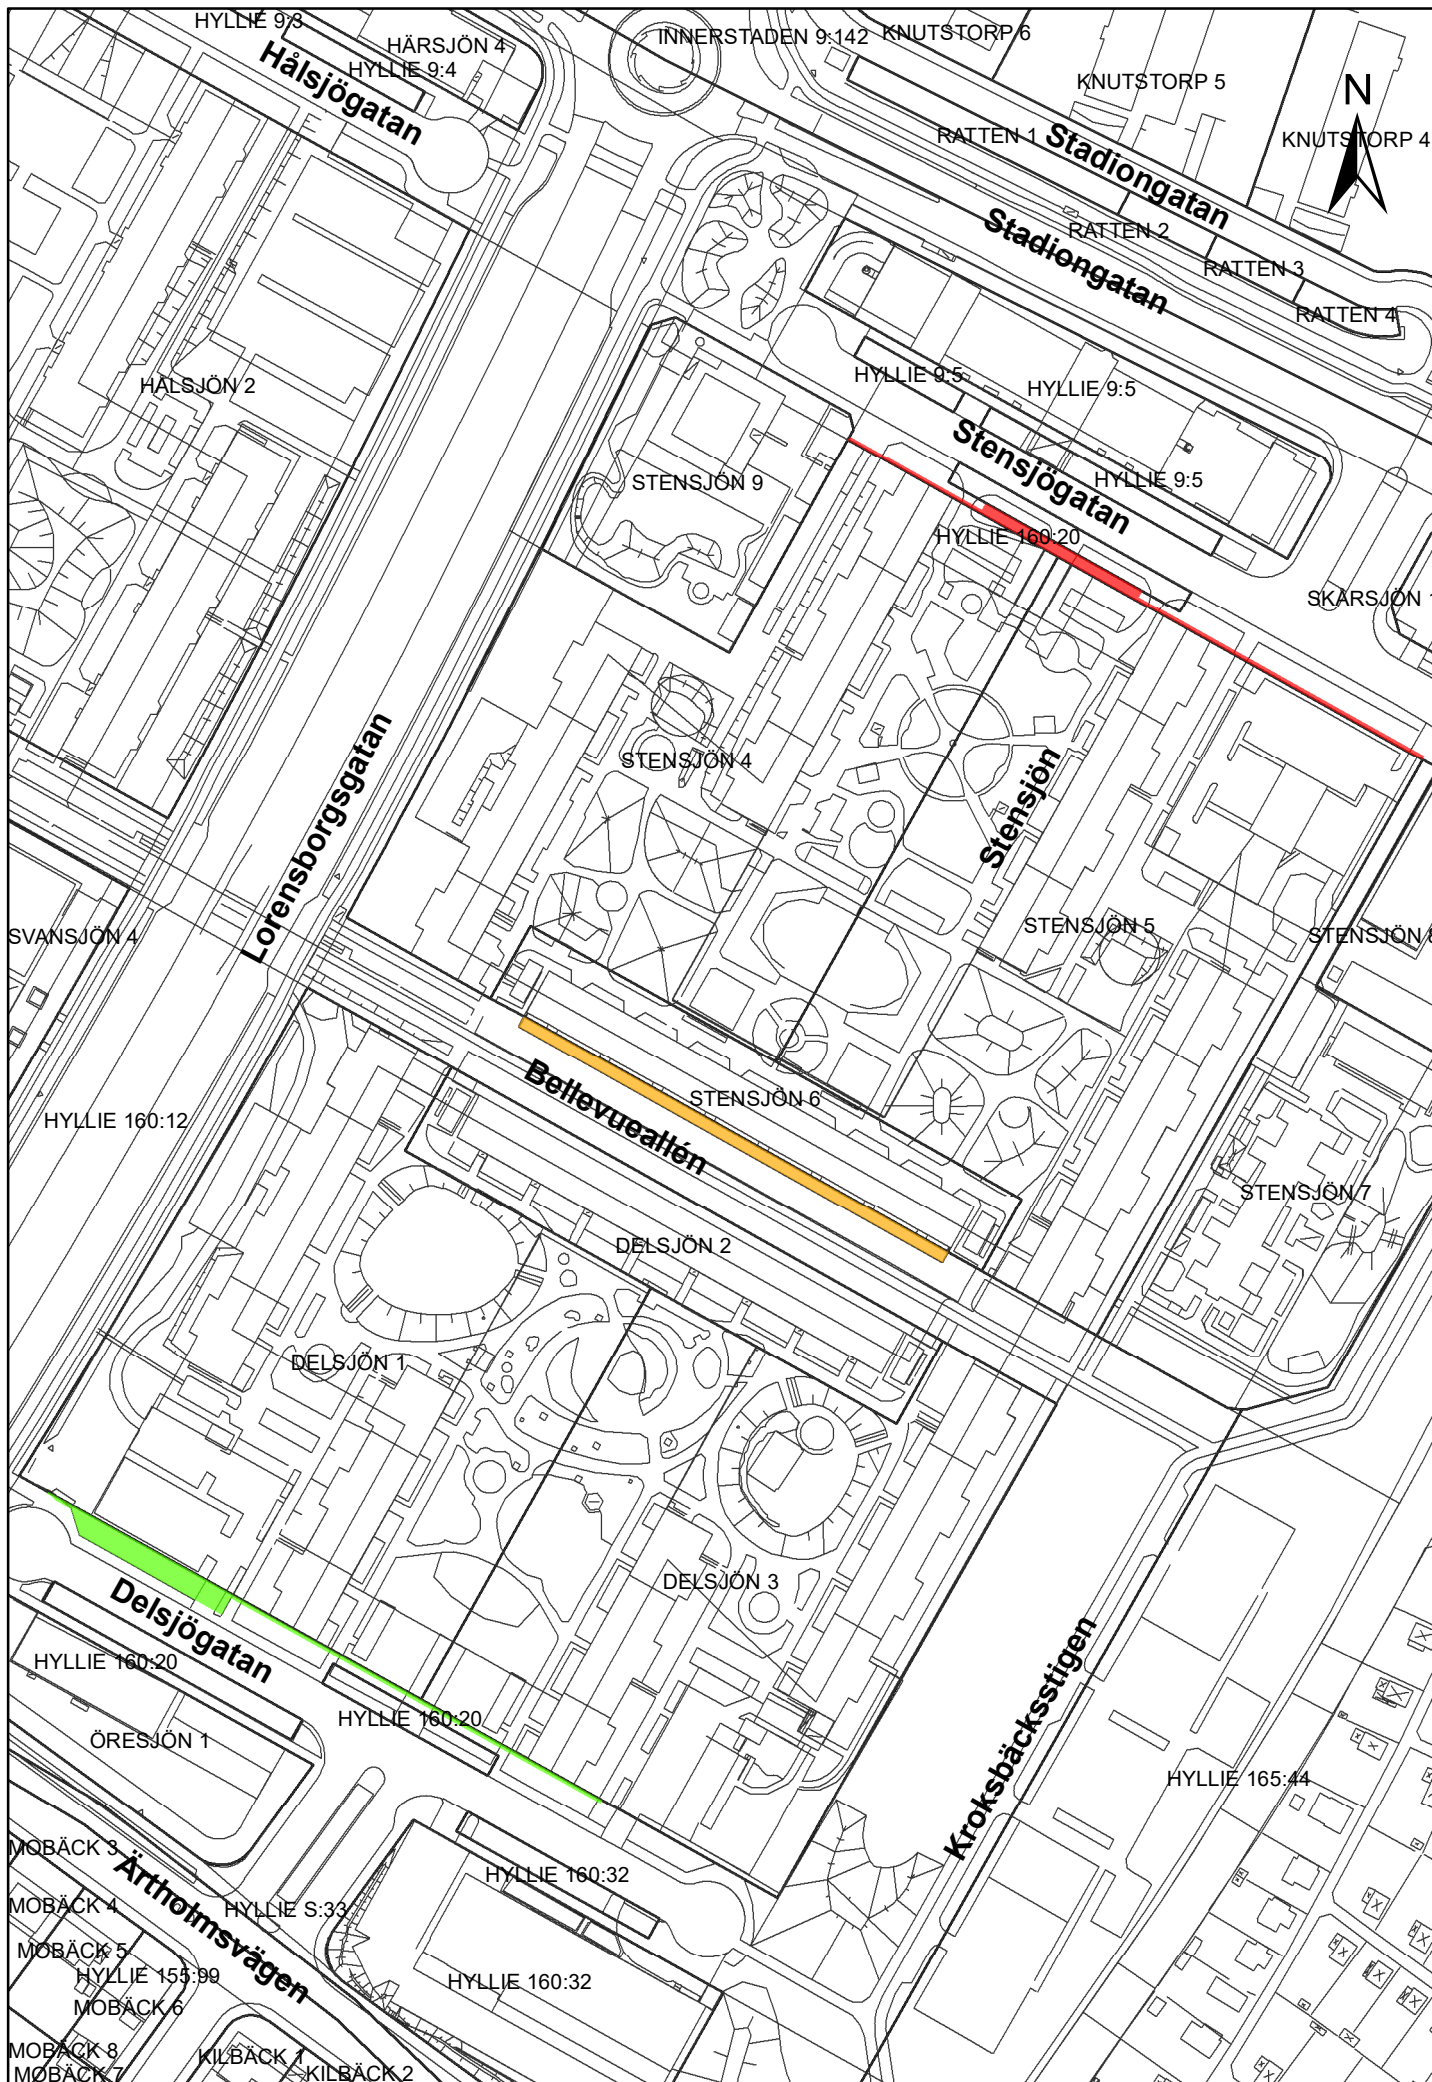 HYLLIE 9:3
HÄRSJÖN 4
HYLLIE 9:4
Hålsjögatan
INNERSTADEN 9:142
KNUTSTORP 6
KNUTSTORP 5
N
KNUTSTORP 4
RATTEN 1
Stadiongatan
Stadiongatan
RATTEN 2
RATTEN 3
RATTEN 4
HÅLSJÖN 2
HYLLIE 9:5
HYLLIE 9:5
Stensjögatan
HYLLIE 9:5
STENSJÖN 9
HYLLIE 160:20
SKÄRSJÖN 1
Lorensborgsgatan
STENSJÖN 4
Stensjön
STENSJÖN 5
STENSJÖN 8
SVANSJÖN 4
Bellevueallén
STENSJÖN 6
HYLLIE 160:12
STENSJÖN 7
DELSJÖN 2
DELSJÖN 1
DELSJÖN 3
Delsjögatan
HYLLIE 160:20
HYLLIE 160:20
ÖRESJÖN 1
Kroksbäcksstigen
HYLLIE 165:44
MOBÄCK 3
Ärtholmsvägen
HYLLIE 160:32
MOBÄCK 4
HYLLIE S:33
MOBÄCK 5
HYLLIE 155:99
HYLLIE 160:32
MOBÄCK 6
MOBÄCK 8
KILBÄCK 1
MOBÄCK 7
KILBÄCK 2